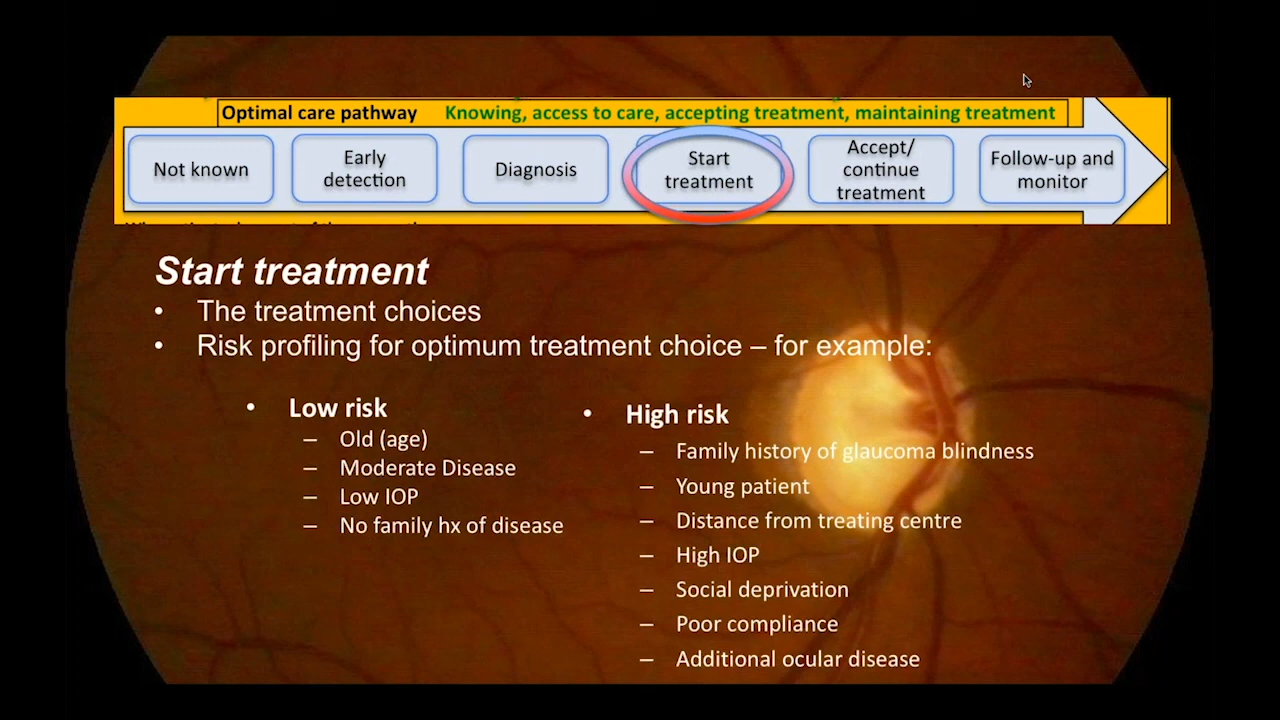 Optimal care pathway Knowing, access to care, accepting treatment, maintaining treatment
Not known
Early
detection
Diagnosis
Start
treatment
Accept/
continue
treatment
Follow-up and
monitor
Start treatment
• The treatment choices
• Risk profiling for optimum treatment choice – for example:
• Low risk
– Old (age)
– Moderate Disease
– Low IOP
– No family hx of disease
• High risk
– Family history of glaucoma blindness
– Young patient
– Distance from treating centre
– High IOP
– Social deprivation
– Poor compliance
– Additional ocular disease